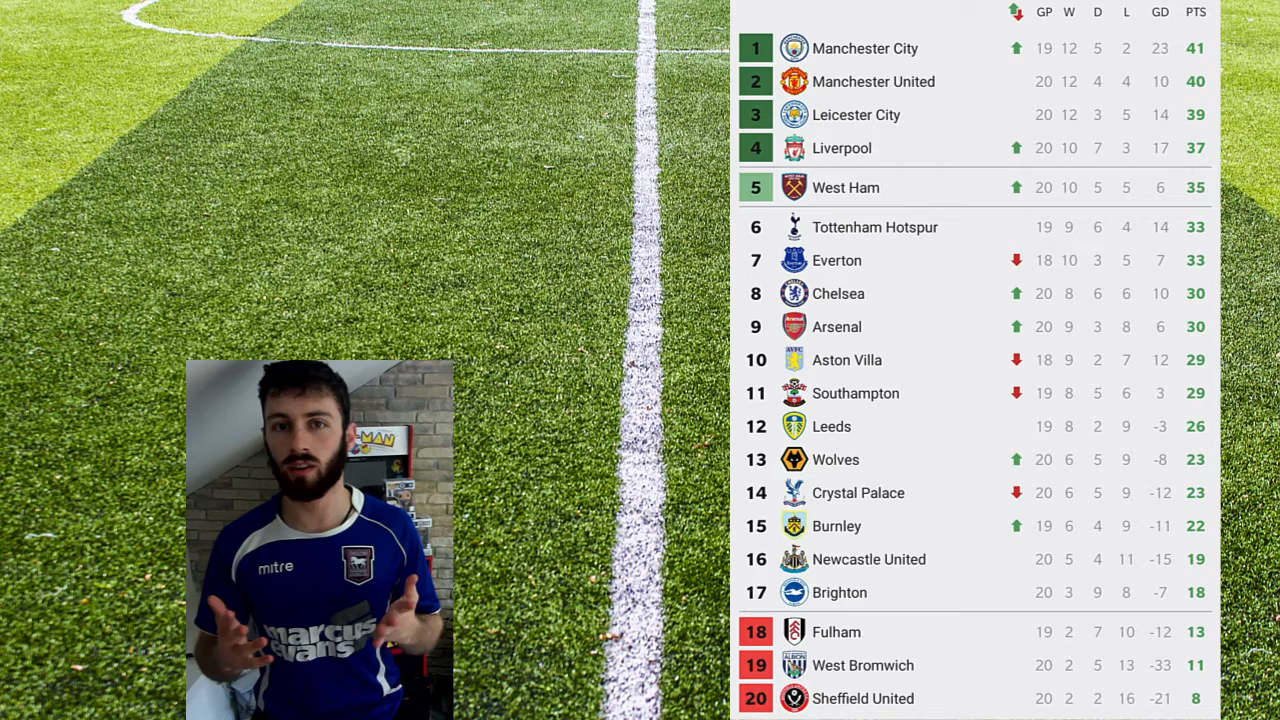 GP W D L GD PTS
1 Manchester City 19 12 5 2 23 41
2 Manchester United 20 12 4 4 10 40
3 Leicester City 20 12 3 5 14 39
4 Liverpool 20 10 7 3 17 37
5 West Ham 20 10 5 5 6 35
6 Tottenham Hotspur 19 9 6 4 14 33
7 Everton 18 10 3 5 7 33
8 Chelsea 20 8 6 6 10 30
9 Arsenal 20 9 3 8 6 30
10 Aston Villa 18 9 2 7 12 29
11 Southampton 19 8 5 6 3 29
12 Leeds 19 8 2 9 -3 26
13 Wolves 20 6 5 9 -8 23
14 Crystal Palace 20 6 5 9 -12 23
15 Burnley 19 6 4 9 -11 22
16 Newcastle United 20 5 4 11 -15 19
17 Brighton 20 3 9 8 -7 18
18 Fulham 19 2 7 10 -12 13
19 West Bromwich 20 2 5 13 -33 11
20 Sheffield United 20 2 2 16 -21 8
-MAN
mitre
marcus
evans